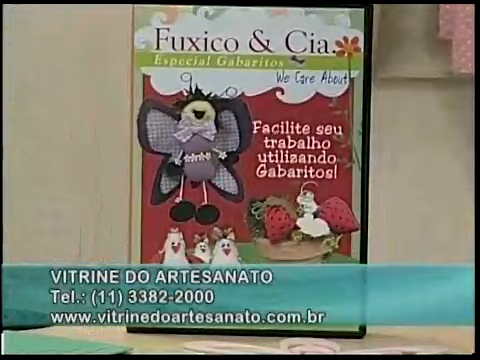 Fuxico & Cia.
Especial Gabaritos
We Care About
Facilite seu
trabalho
utilizando
Gabaritos!
VITRINE DO ARTESANATO
Tel.: (11) 3382-2000
www.vitrinedoartesanato.com.br